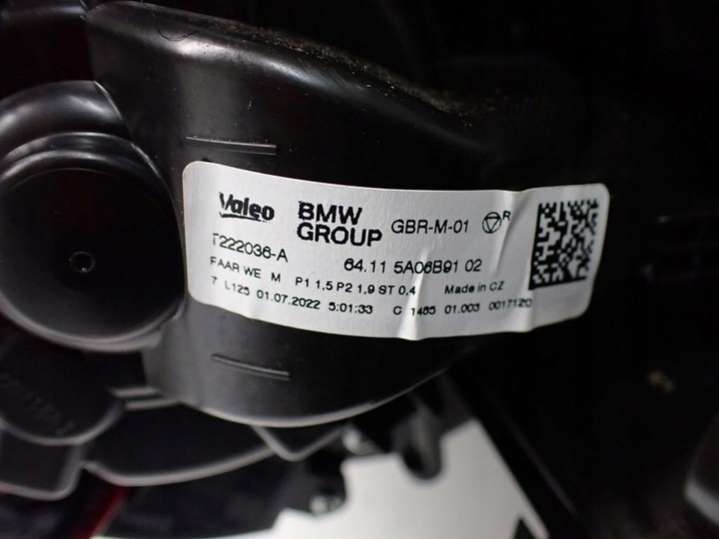 Valeo BMW GROUP GBR-M-01 R
T222036-A 64.11 5A06B91 02
FAAR WE M P1 1,5 P2 1,9 ST 0,4 Made in CZ
7 L125 01.07.2022 5:01:33 C 1485 01.003 0017120